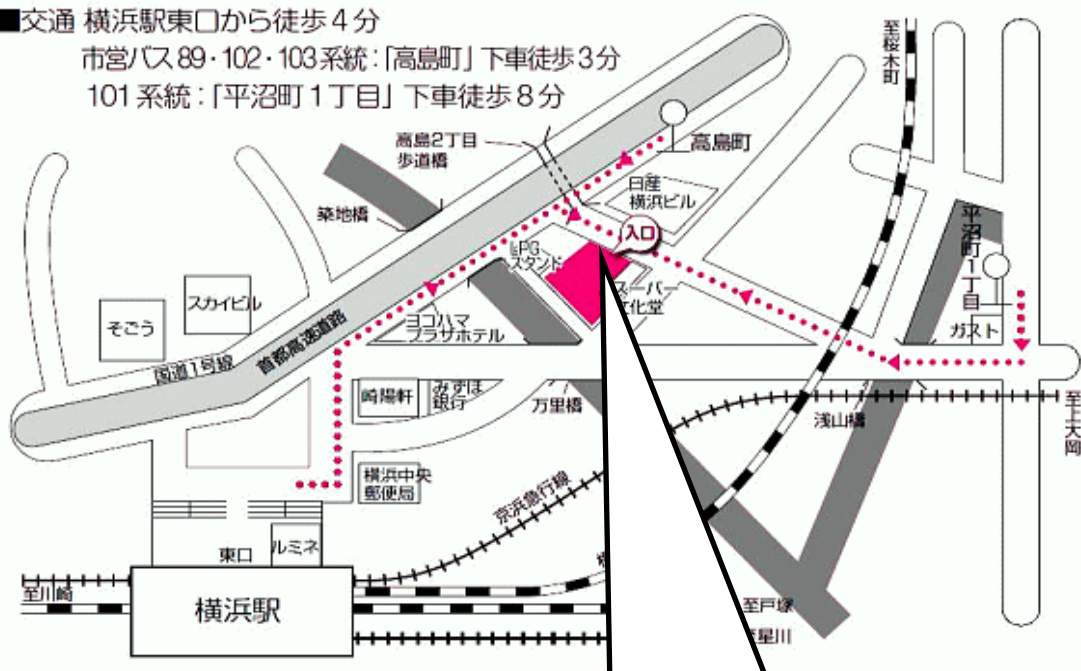 ■交通 横浜駅東口から徒歩4分
市営バス89・102・103系統:「高島町」下車徒歩3分
101系統:「平沼町1丁目」下車徒歩8分
至桜木町
高島2丁目
歩道橋
高島町
日産
横浜ビル
築地橋
入口
平沼町1丁目
LPG
スタンド
スカイビル
そごう
スーパー
文化堂
ヨコハマ
プラザホテル
ガスト
国道1号線
首都高速道路
崎陽軒
みずほ
銀行
万里橋
浅山橋
至上大岡
横浜中央
郵便局
京浜急行線
東口
ルミネ
至川崎
横浜駅
至戸塚
星川